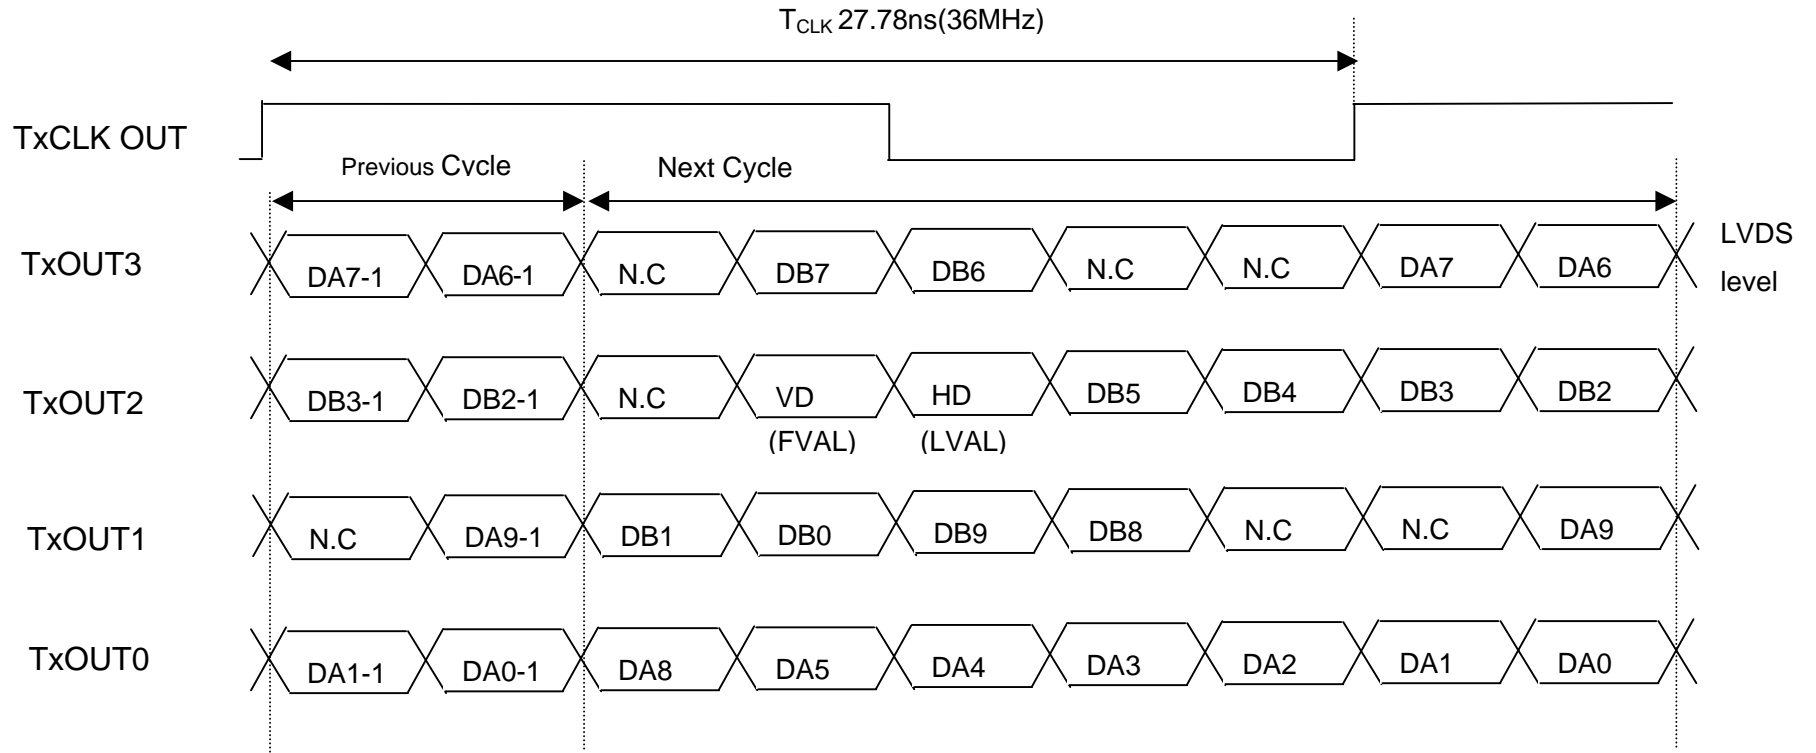 TCLK 27.78ns(36MHz)
TxCLK OUT
Previous Cycle Next Cycle
TxOUT3 DA7-1 DA6-1 N.C DB7 DB6 N.C N.C DA7 DA6 LVDS
level
TxOUT2 DB3-1 DB2-1 N.C VD HD DB5 DB4 DB3 DB2
(FVAL) (LVAL)
TxOUT1 N.C DA9-1 DB1 DB0 DB9 DB8 N.C N.C DA9
TxOUT0 DA1-1 DA0-1 DA8 DA5 DA4 DA3 DA2 DA1 DA0